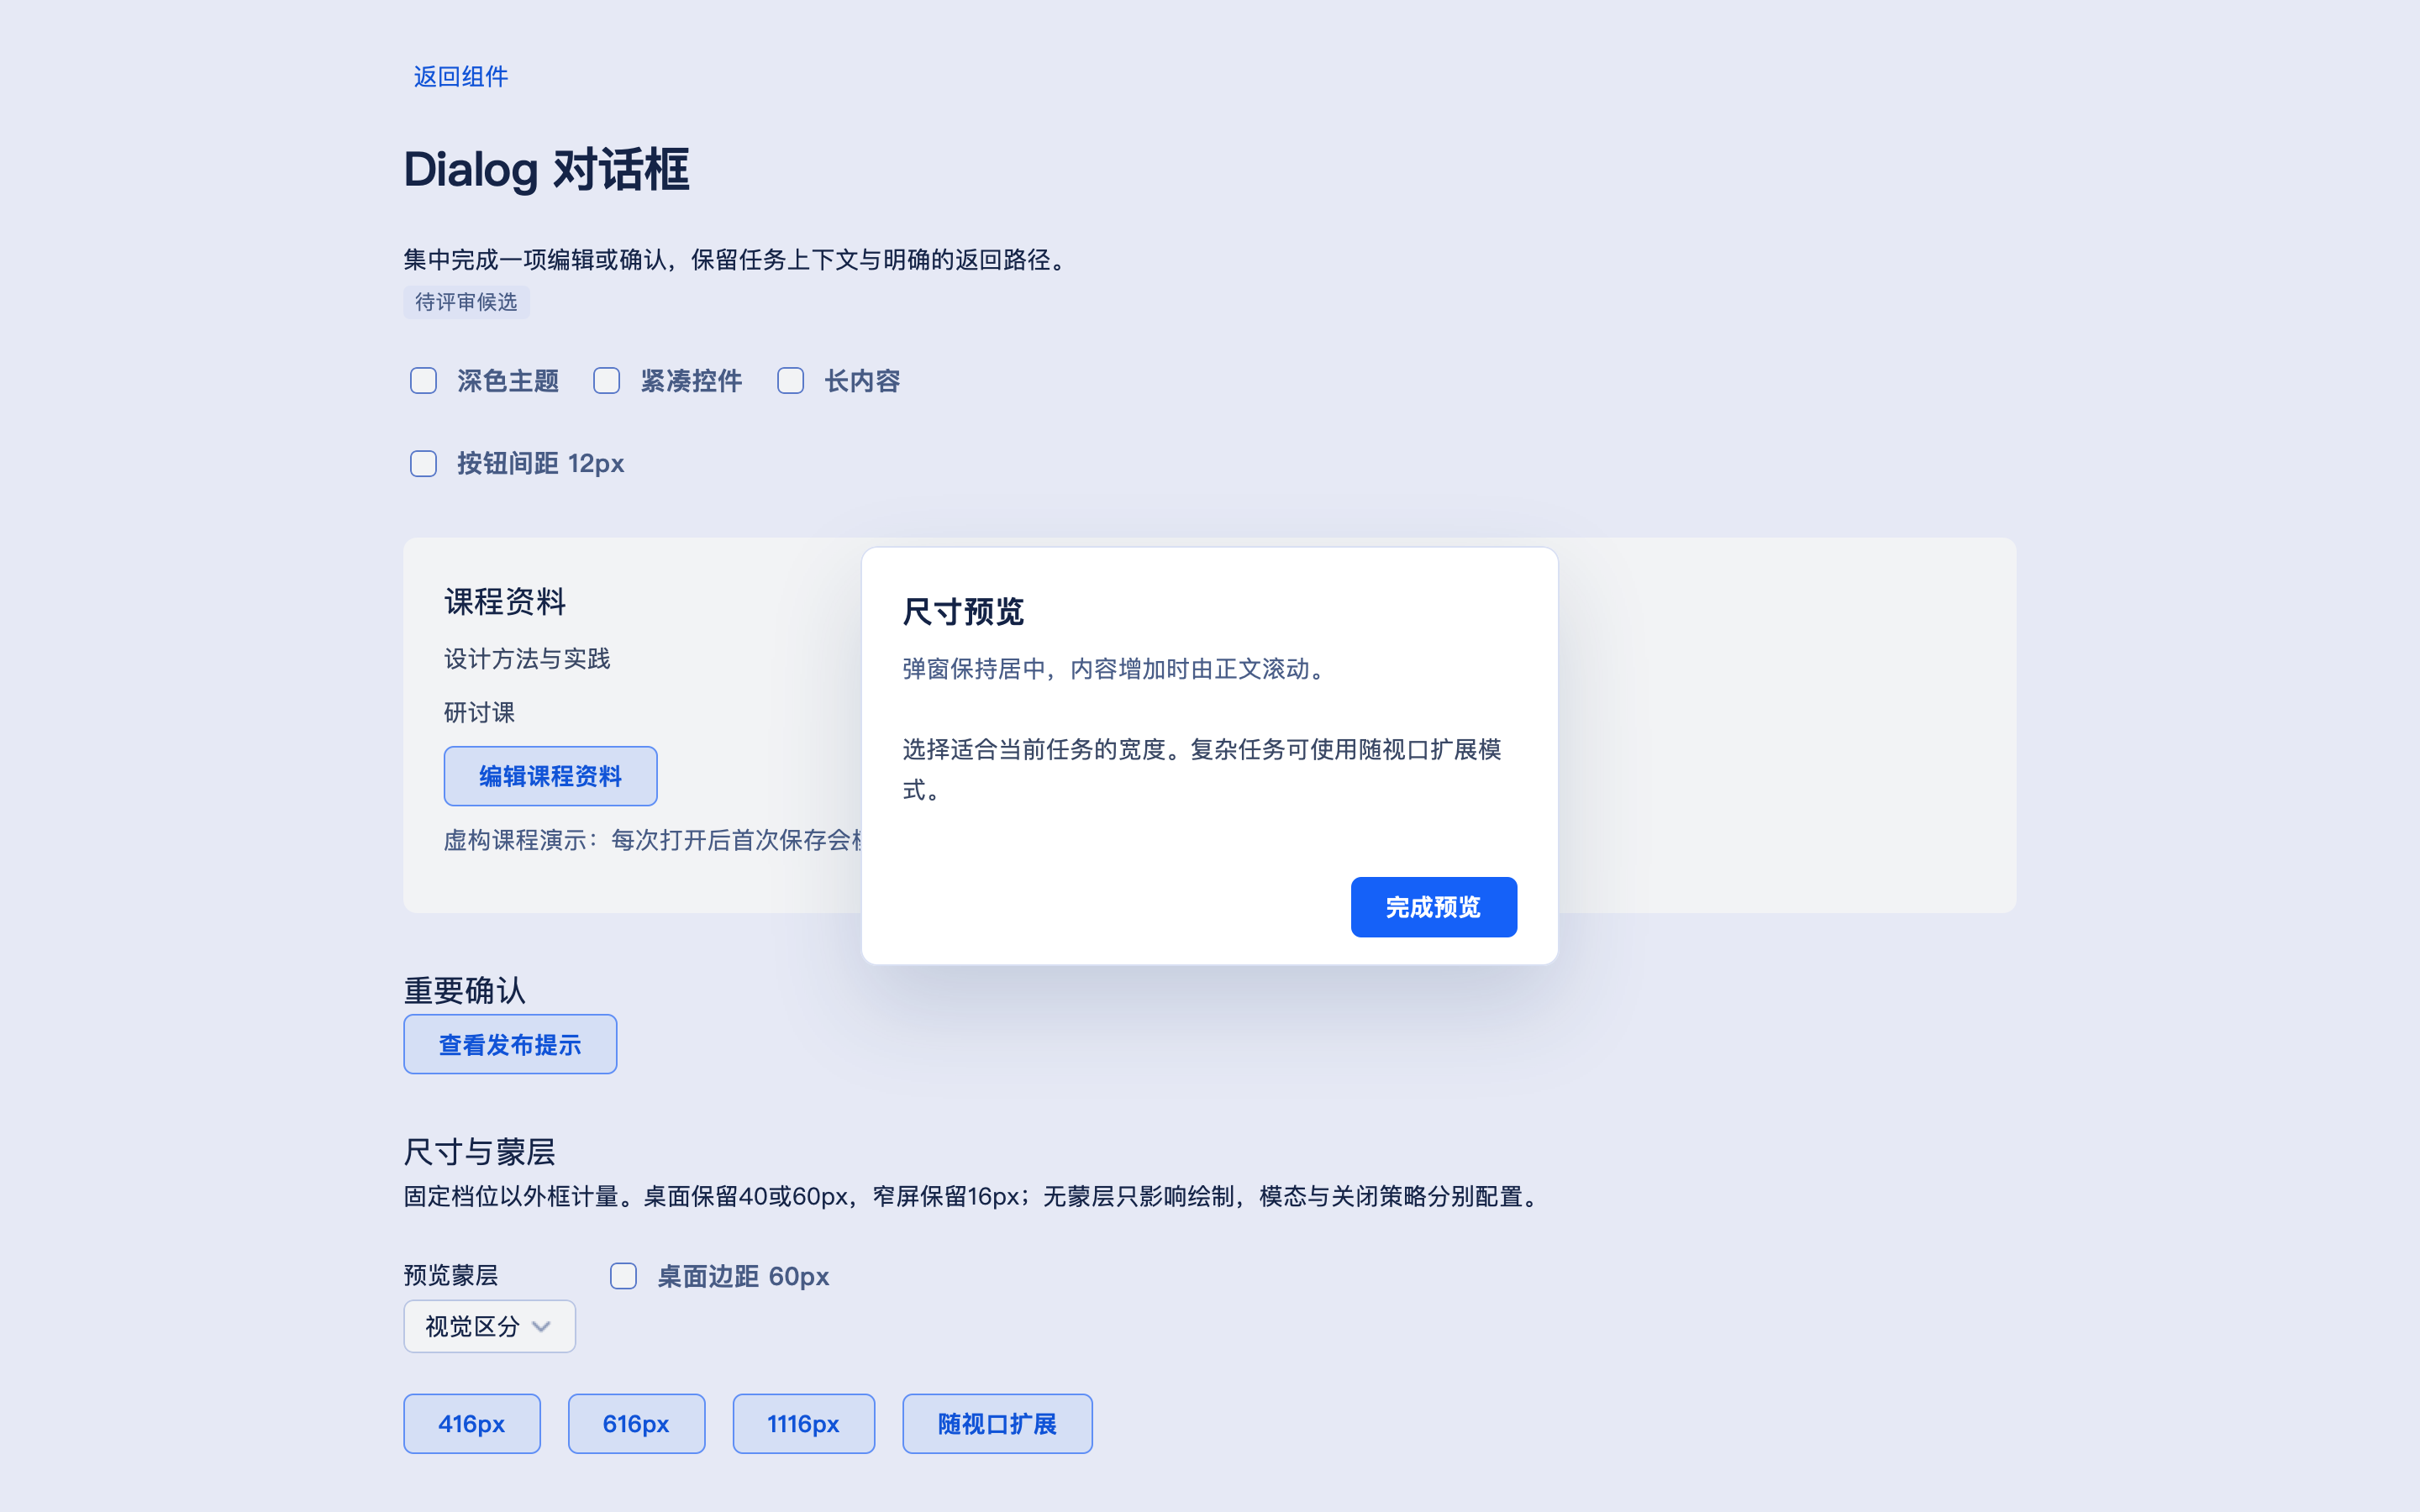 返回组件
Dialog 对话框
集中完成一项编辑或确认，保留任务上下文与明确的返回路径。
待评审候选
深色主题 紧凑控件 长内容
按钮间距 12px
课程资料
设计方法与实践
研讨课
编辑课程资料
虚构课程演示：每次打开后首次保存会
尺寸预览
弹窗保持居中，内容增加时由正文滚动。
选择适合当前任务的宽度。复杂任务可使用随视口扩展模
式。
完成预览
重要确认
查看发布提示
尺寸与蒙层
固定档位以外框计量。桌面保留40或60px，窄屏保留16px；无蒙层只影响绘制，模态与关闭策略分别配置。
预览蒙层 桌面边距 60px
视觉区分
416px 616px 1116px 随视口扩展